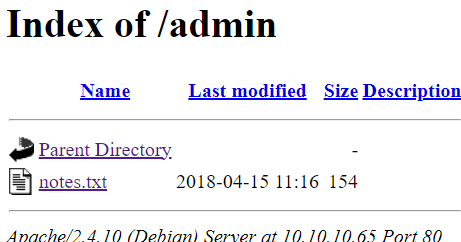 Index of /admin
Name Last modified Size Description
Parent Directory -
notes.txt 2018-04-15 11:16 154
Apache/2.4.10 (Debian) Server at 10.10.10.65 Port 80